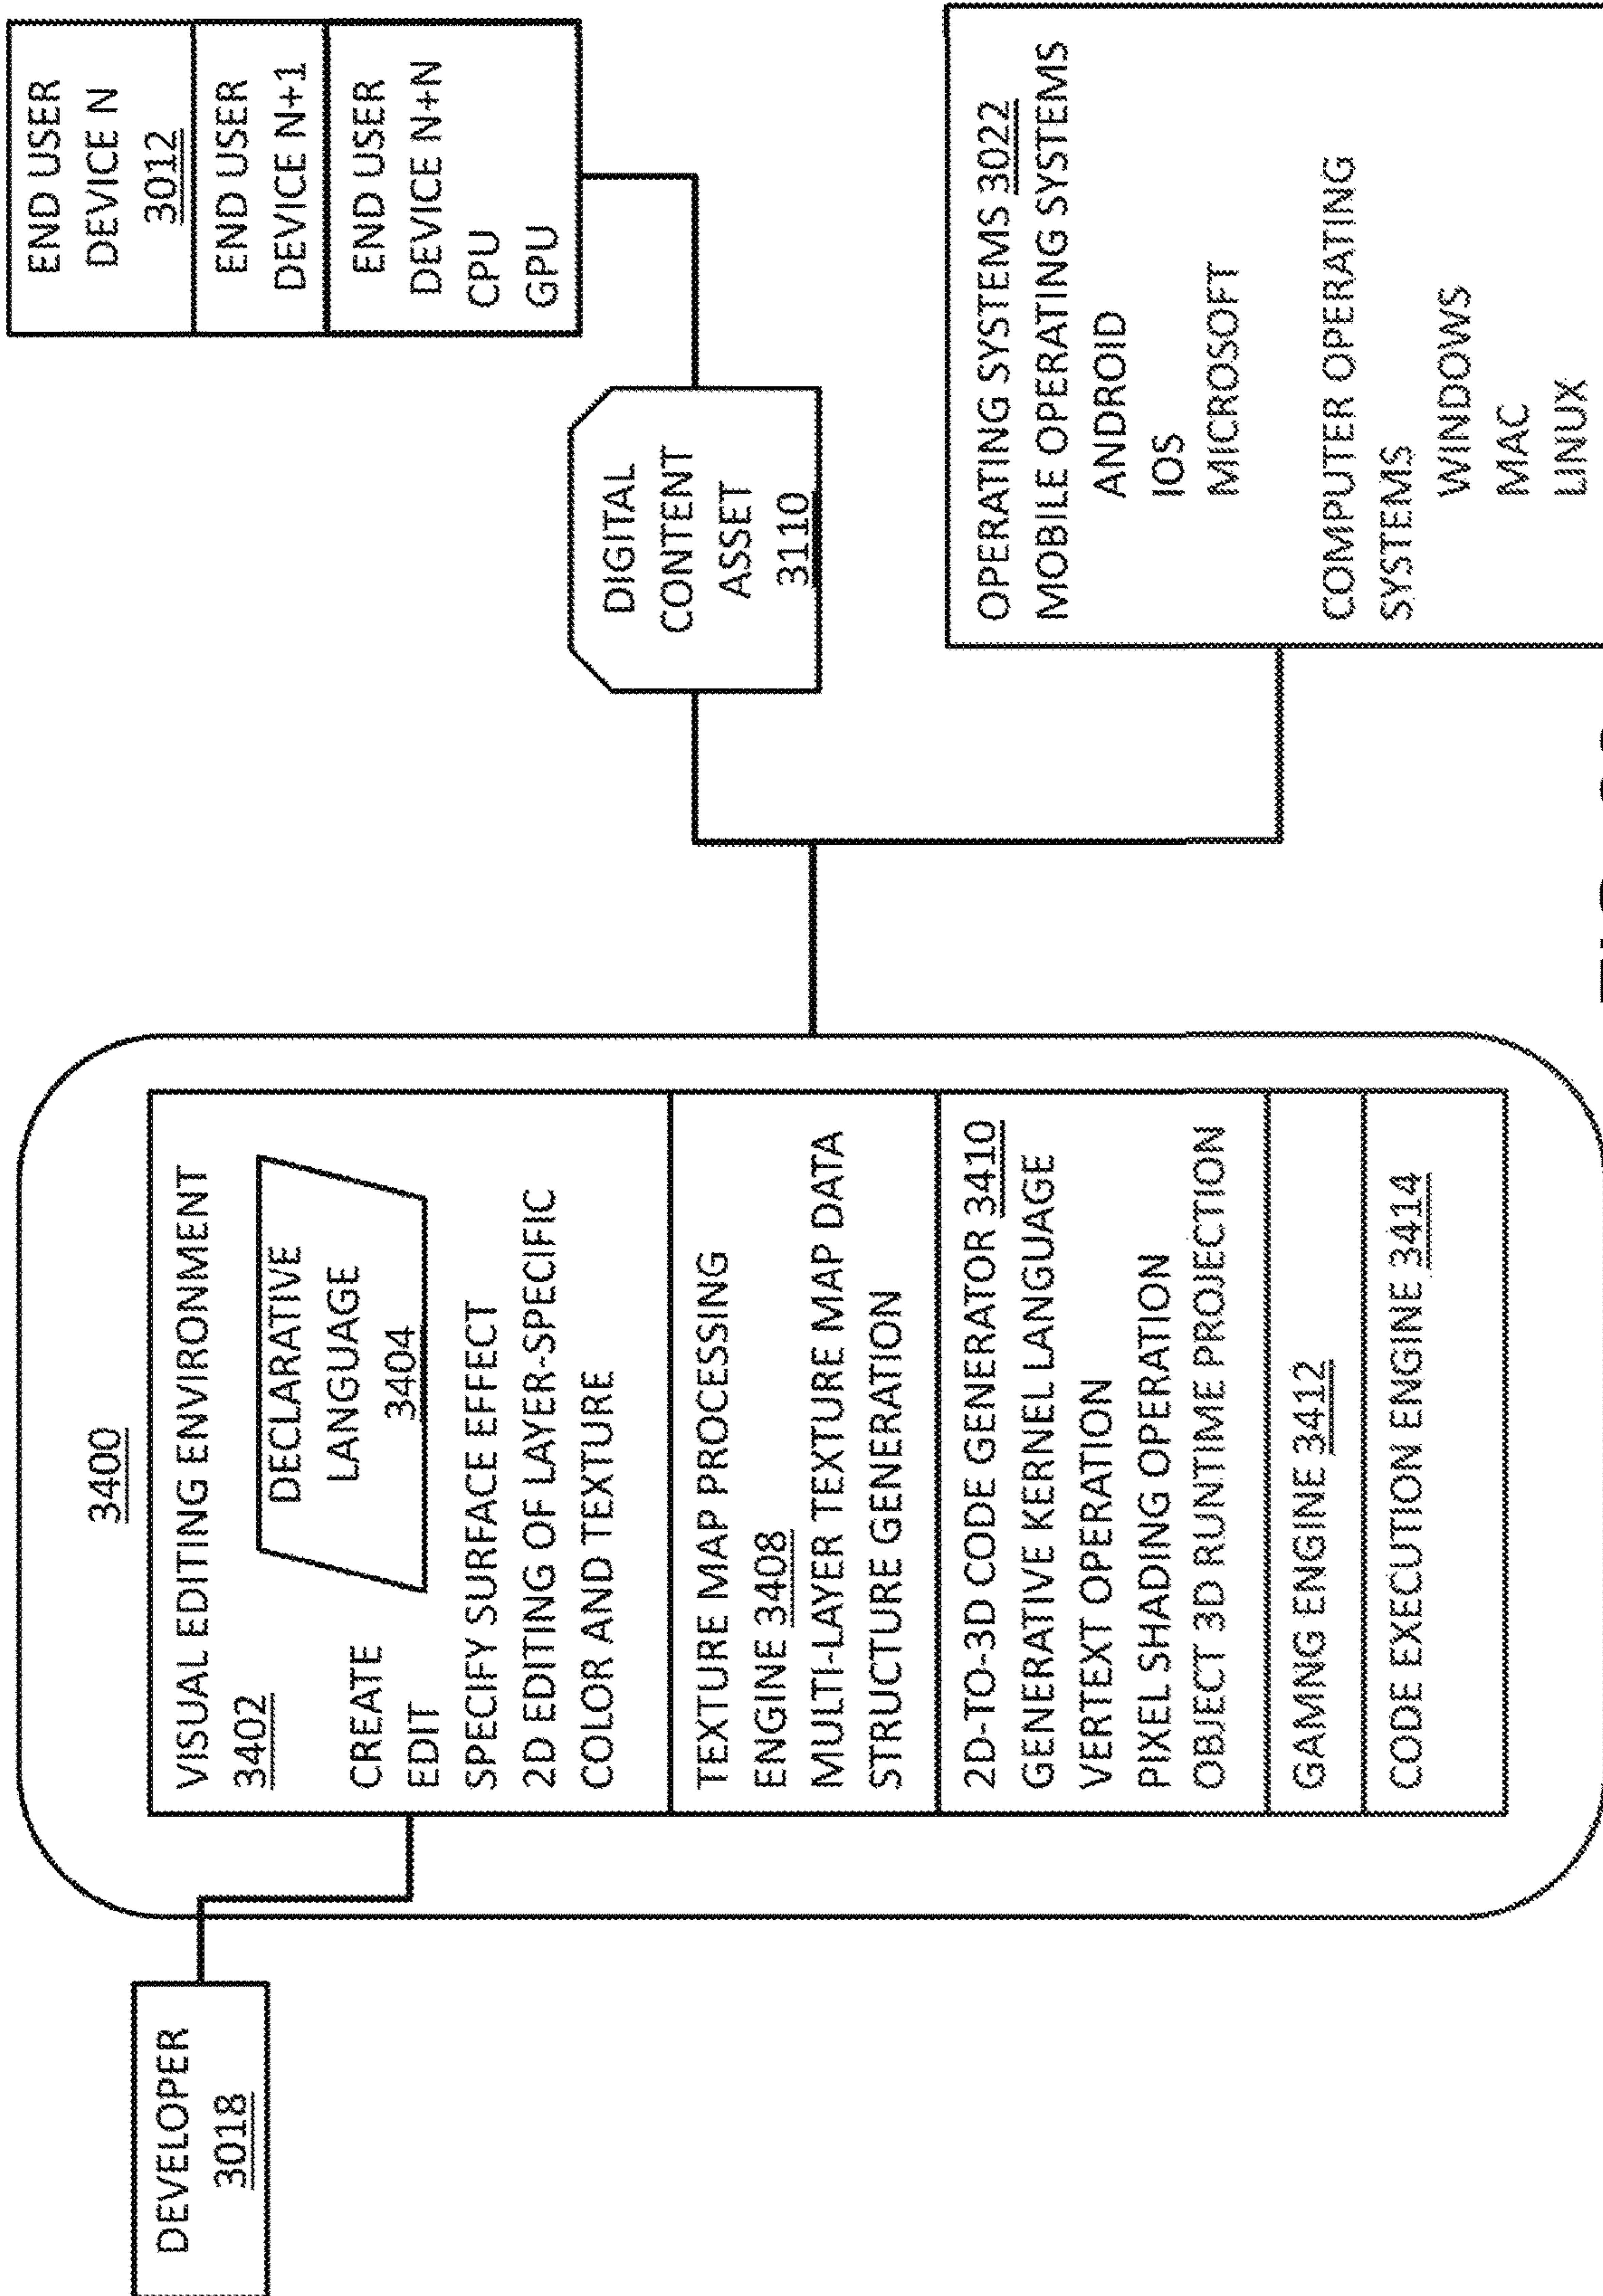 DEVELOPER
3018
3400
VISUAL EDITING ENVIRONMENT
3402
DECLARATIVE
LANGUAGE
3404
CREATE
EDIT
SPECIFY SURFACE EFFECT
2D EDITING OF LAYER-SPECIFIC
COLOR AND TEXTURE
TEXTURE MAP PROCESSING
ENGINE 3408
MULTI-LAYER TEXTURE MAP DATA
STRUCTURE GENERATION
2D-TO-3D CODE GENERATOR 3410
GENERATIVE KERNEL LANGUAGE
VERTEXT OPERATION
PIXEL SHADING OPERATION
OBJECT 3D RUNTIME PROJECTION
GAMNG ENGINE 3412
CODE EXECUTION ENGINE 3414
DIGITAL
CONTENT
ASSET
3110
END USER
DEVICE N
3012
END USER
DEVICE N+1
END USER
DEVICE N+N
CPU
GPU
OPERATING SYSTEMS 3022
MOBILE OPERATING SYSTEMS
ANDROID
IOS
MICROSOFT
COMPUTER OPERATING
SYSTEMS
WINDOWS
MAC
LINUX